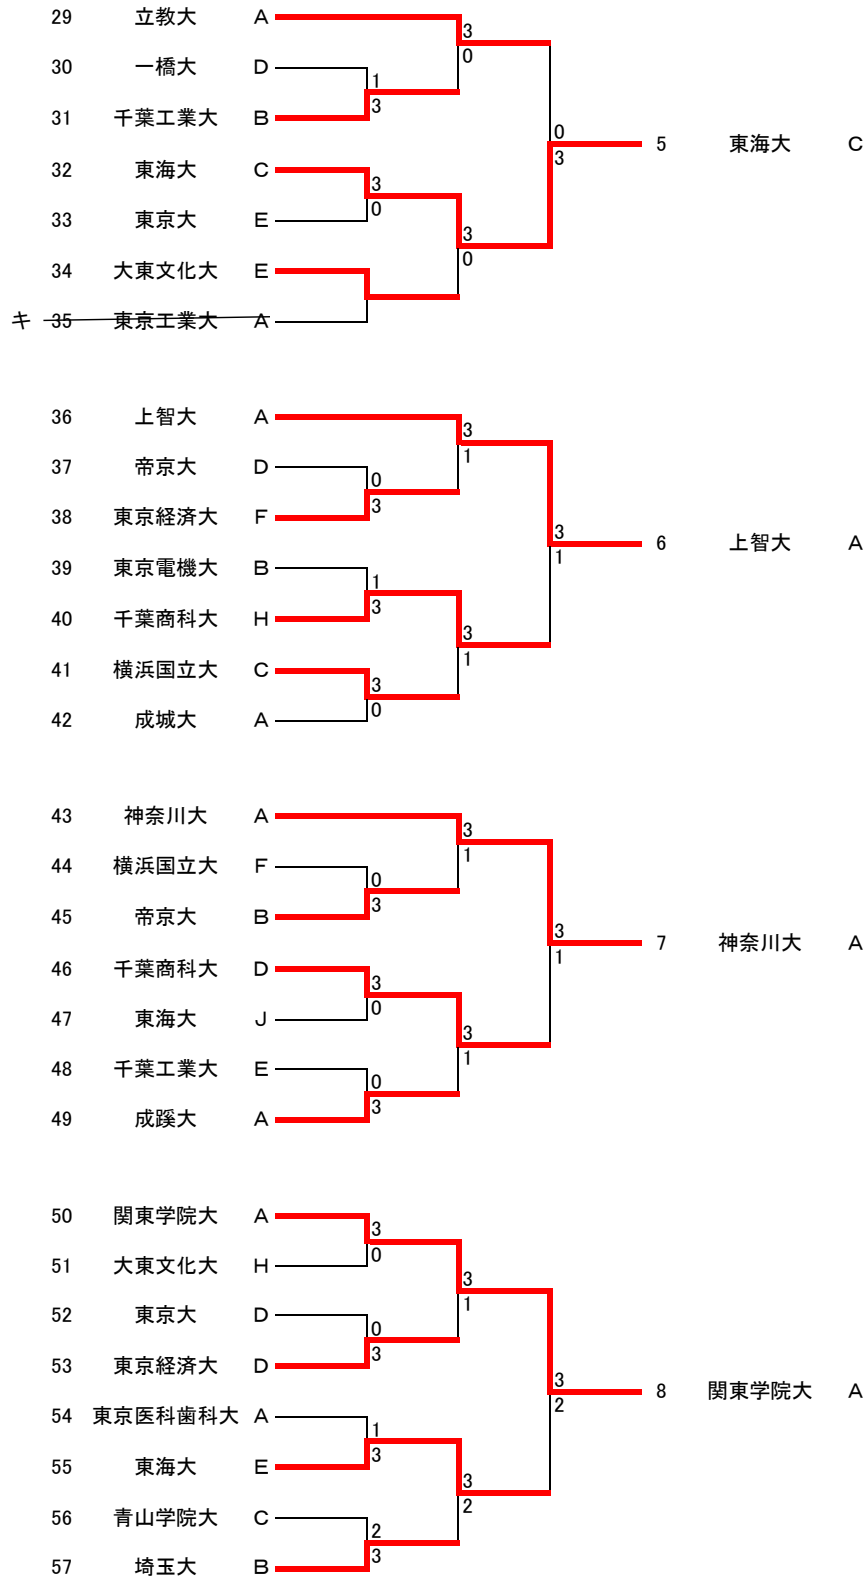 29 立教大 A
3
0
30 一橋大 D
1
3
31 千葉工業大 B
0
3
5 東海大 C
32 東海大 C
3
0
33 東京大 E
3
0
34 大東文化大 E
キ 35 東京工業大 A
36 上智大 A
3
1
37 帝京大 D
0
3
38 東京経済大 F
3
1
6 上智大 A
39 東京電機大 B
1
3
40 千葉商科大 H
3
1
41 横浜国立大 C
3
0
42 成城大 A
43 神奈川大 A
3
1
44 横浜国立大 F
0
3
45 帝京大 B
3
1
7 神奈川大 A
46 千葉商科大 D
3
0
47 東海大 J
3
1
48 千葉工業大 E
0
3
49 成蹊大 A
50 関東学院大 A
3
0
51 大東文化大 H
3
1
52 東京大 D
0
3
53 東京経済大 D
3
2
8 関東学院大 A
54 東京医科歯科大 A
1
3
55 東海大 E
3
2
56 青山学院大 C
2
3
57 埼玉大 B